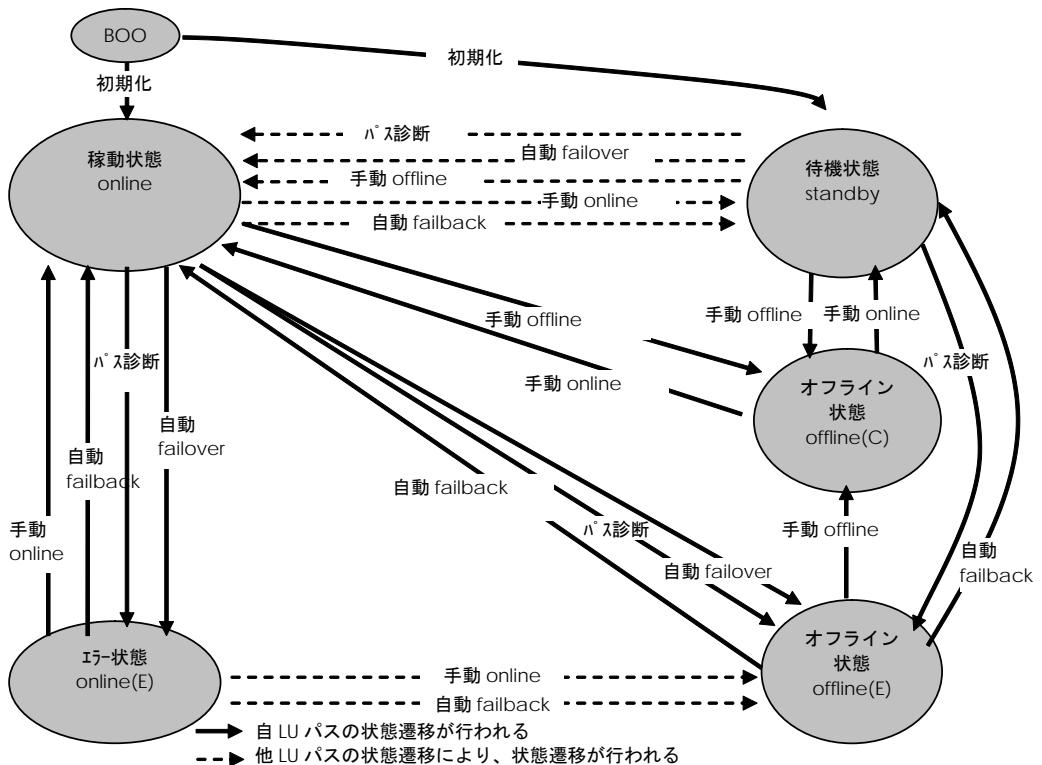 BOO
初期化
初期化
稼動状態
online
待機状態
standby
パス診断
自動 failover
手動 offline
手動 online
自動 failback
手動 offline
手動 online
手動 offline
手動 online
パス診断
オフライン
状態
offline(C)
パス診断
自動
failover
自動
failback
手動
online
自動 failback
パス診断
自動 failover
手動 offline
自動
failback
エラー状態
online(E)
手動 online
自動 failback
オフライン
状態
offline(E)
自 LU パスの状態遷移が行われる
他 LU パスの状態遷移により、状態遷移が行われる